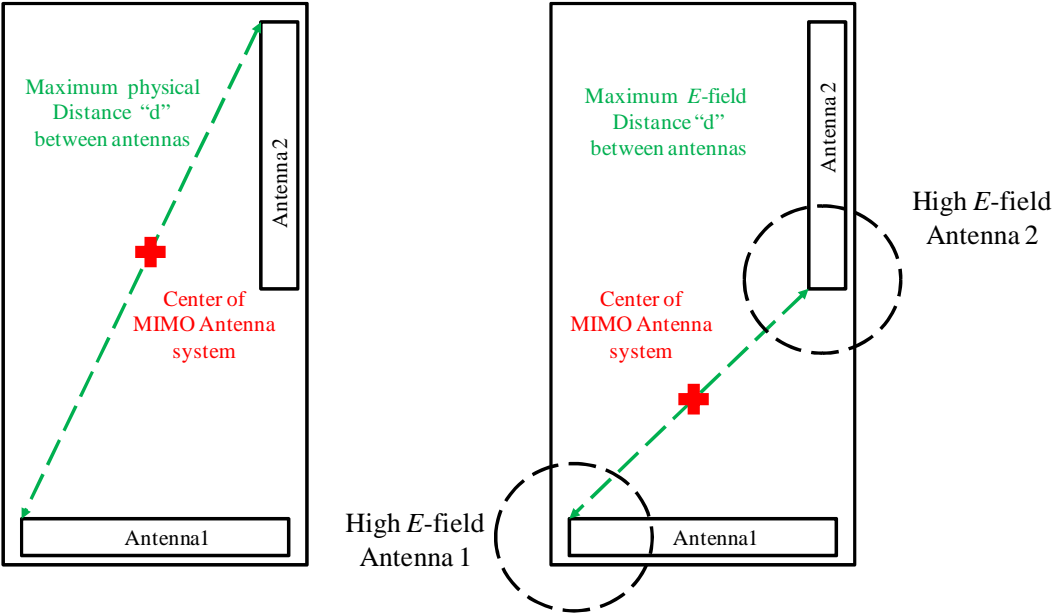 Maximum physical
Distance “d”
between antennas
Antenna 2
Center of
MIMO Antenna
system
Antenna1
Maximum E-field
Distance “d”
between antennas
Antenna 2
High E-field
Antenna 2
Center of
MIMO Antenna
system
High E-field
Antenna 1
Antenna1